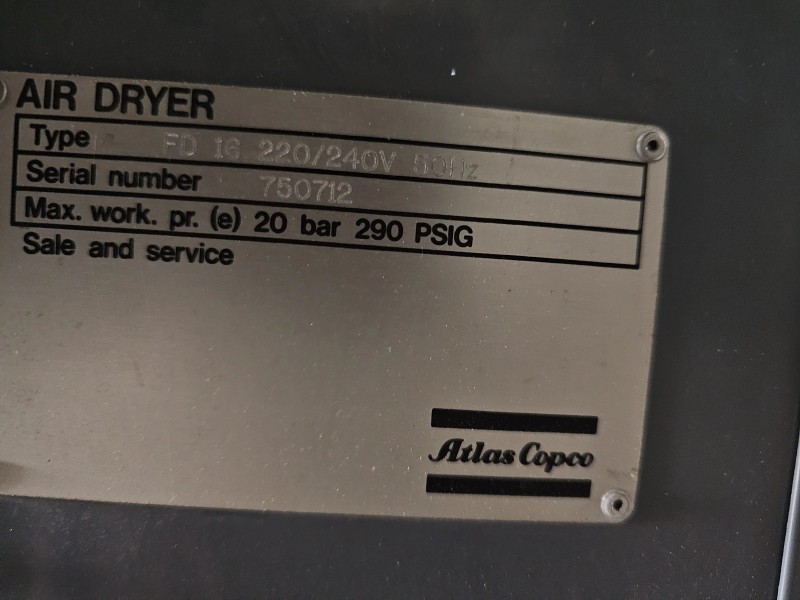 AIR DRYER
Type FD 16 220/240V 50Hz
Serial number 750712
Max. work. pr. (e) 20 bar 290 PSIG
Sale and service
Atlas Copco